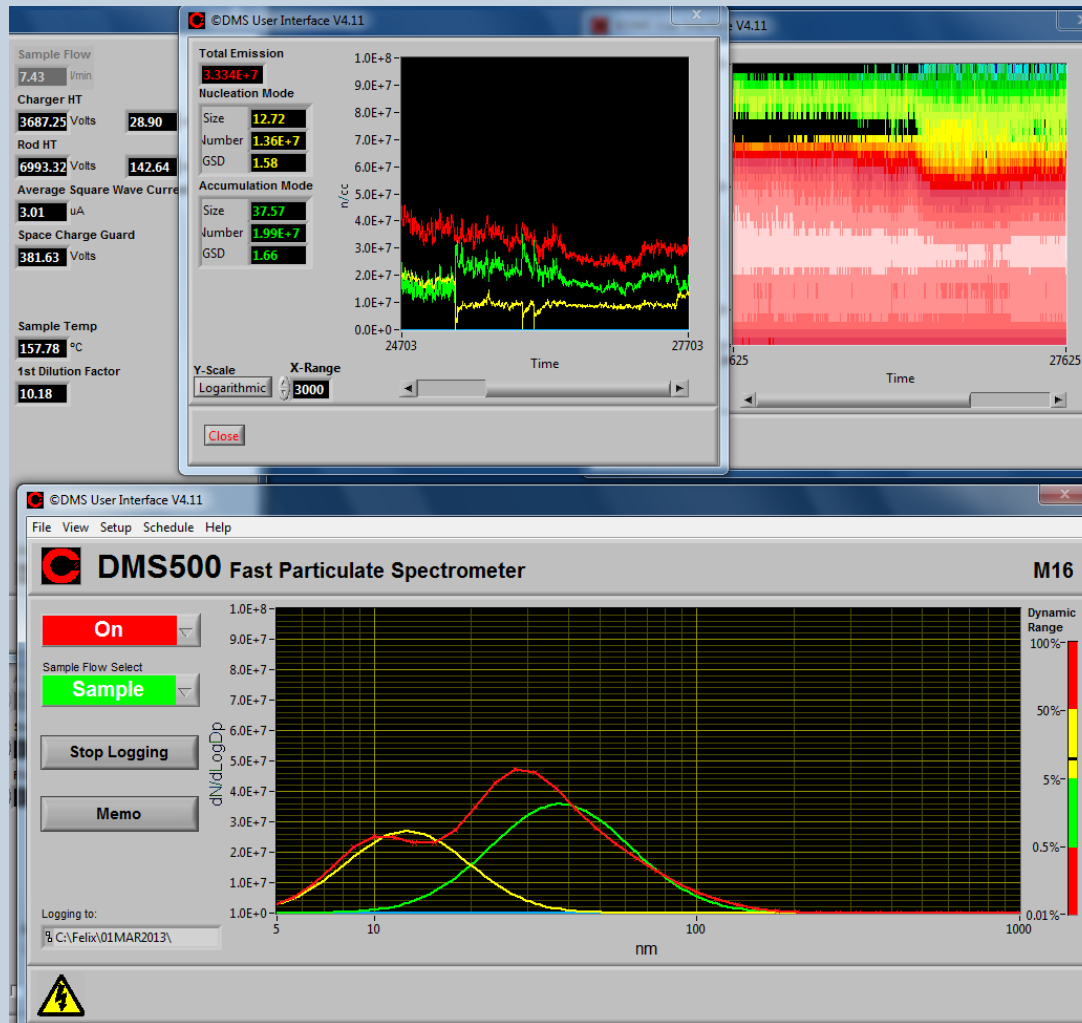 Sample Flow
7.43 l/min
Charger HT
3687.25 Volts 28.90
Rod HT
6993.32 Volts 142.64
Average Square Wave Curre
3.01 uA
Space Charge Guard
381.63 Volts
Sample Temp
157.78 °C
1st Dilution Factor
10.18
©DMS User Interface V4.11
Total Emission
3.334E+7
Nucleation Mode
Size 12.72
Number 1.36E+7
GSD 1.58
Accumulation Mode
Size 37.57
Number 1.99E+7
GSD 1.66
n/cc
1.0E+8
9.0E+7
8.0E+7
7.0E+7
6.0E+7
5.0E+7
4.0E+7
3.0E+7
2.0E+7
1.0E+7
0.0E+0
24703 27703
Time
Y-Scale X-Range
Logarithmic 3000
Close
V4.11
625 27625
Time
©DMS User Interface V4.11
File View Setup Schedule Help
DMS500 Fast Particulate Spectrometer M16
On
Sample Flow Select
Sample
Stop Logging
Memo
Logging to:
C:\Felix\01MAR2013\
dN/dLogDp
1.0E+8
9.0E+7
8.0E+7
7.0E+7
6.0E+7
5.0E+7
4.0E+7
3.0E+7
2.0E+7
1.0E+7
1.0E+0
5 10 100 1000
nm
Dynamic
Range
100%
50%
5%
0.5%
0.01%